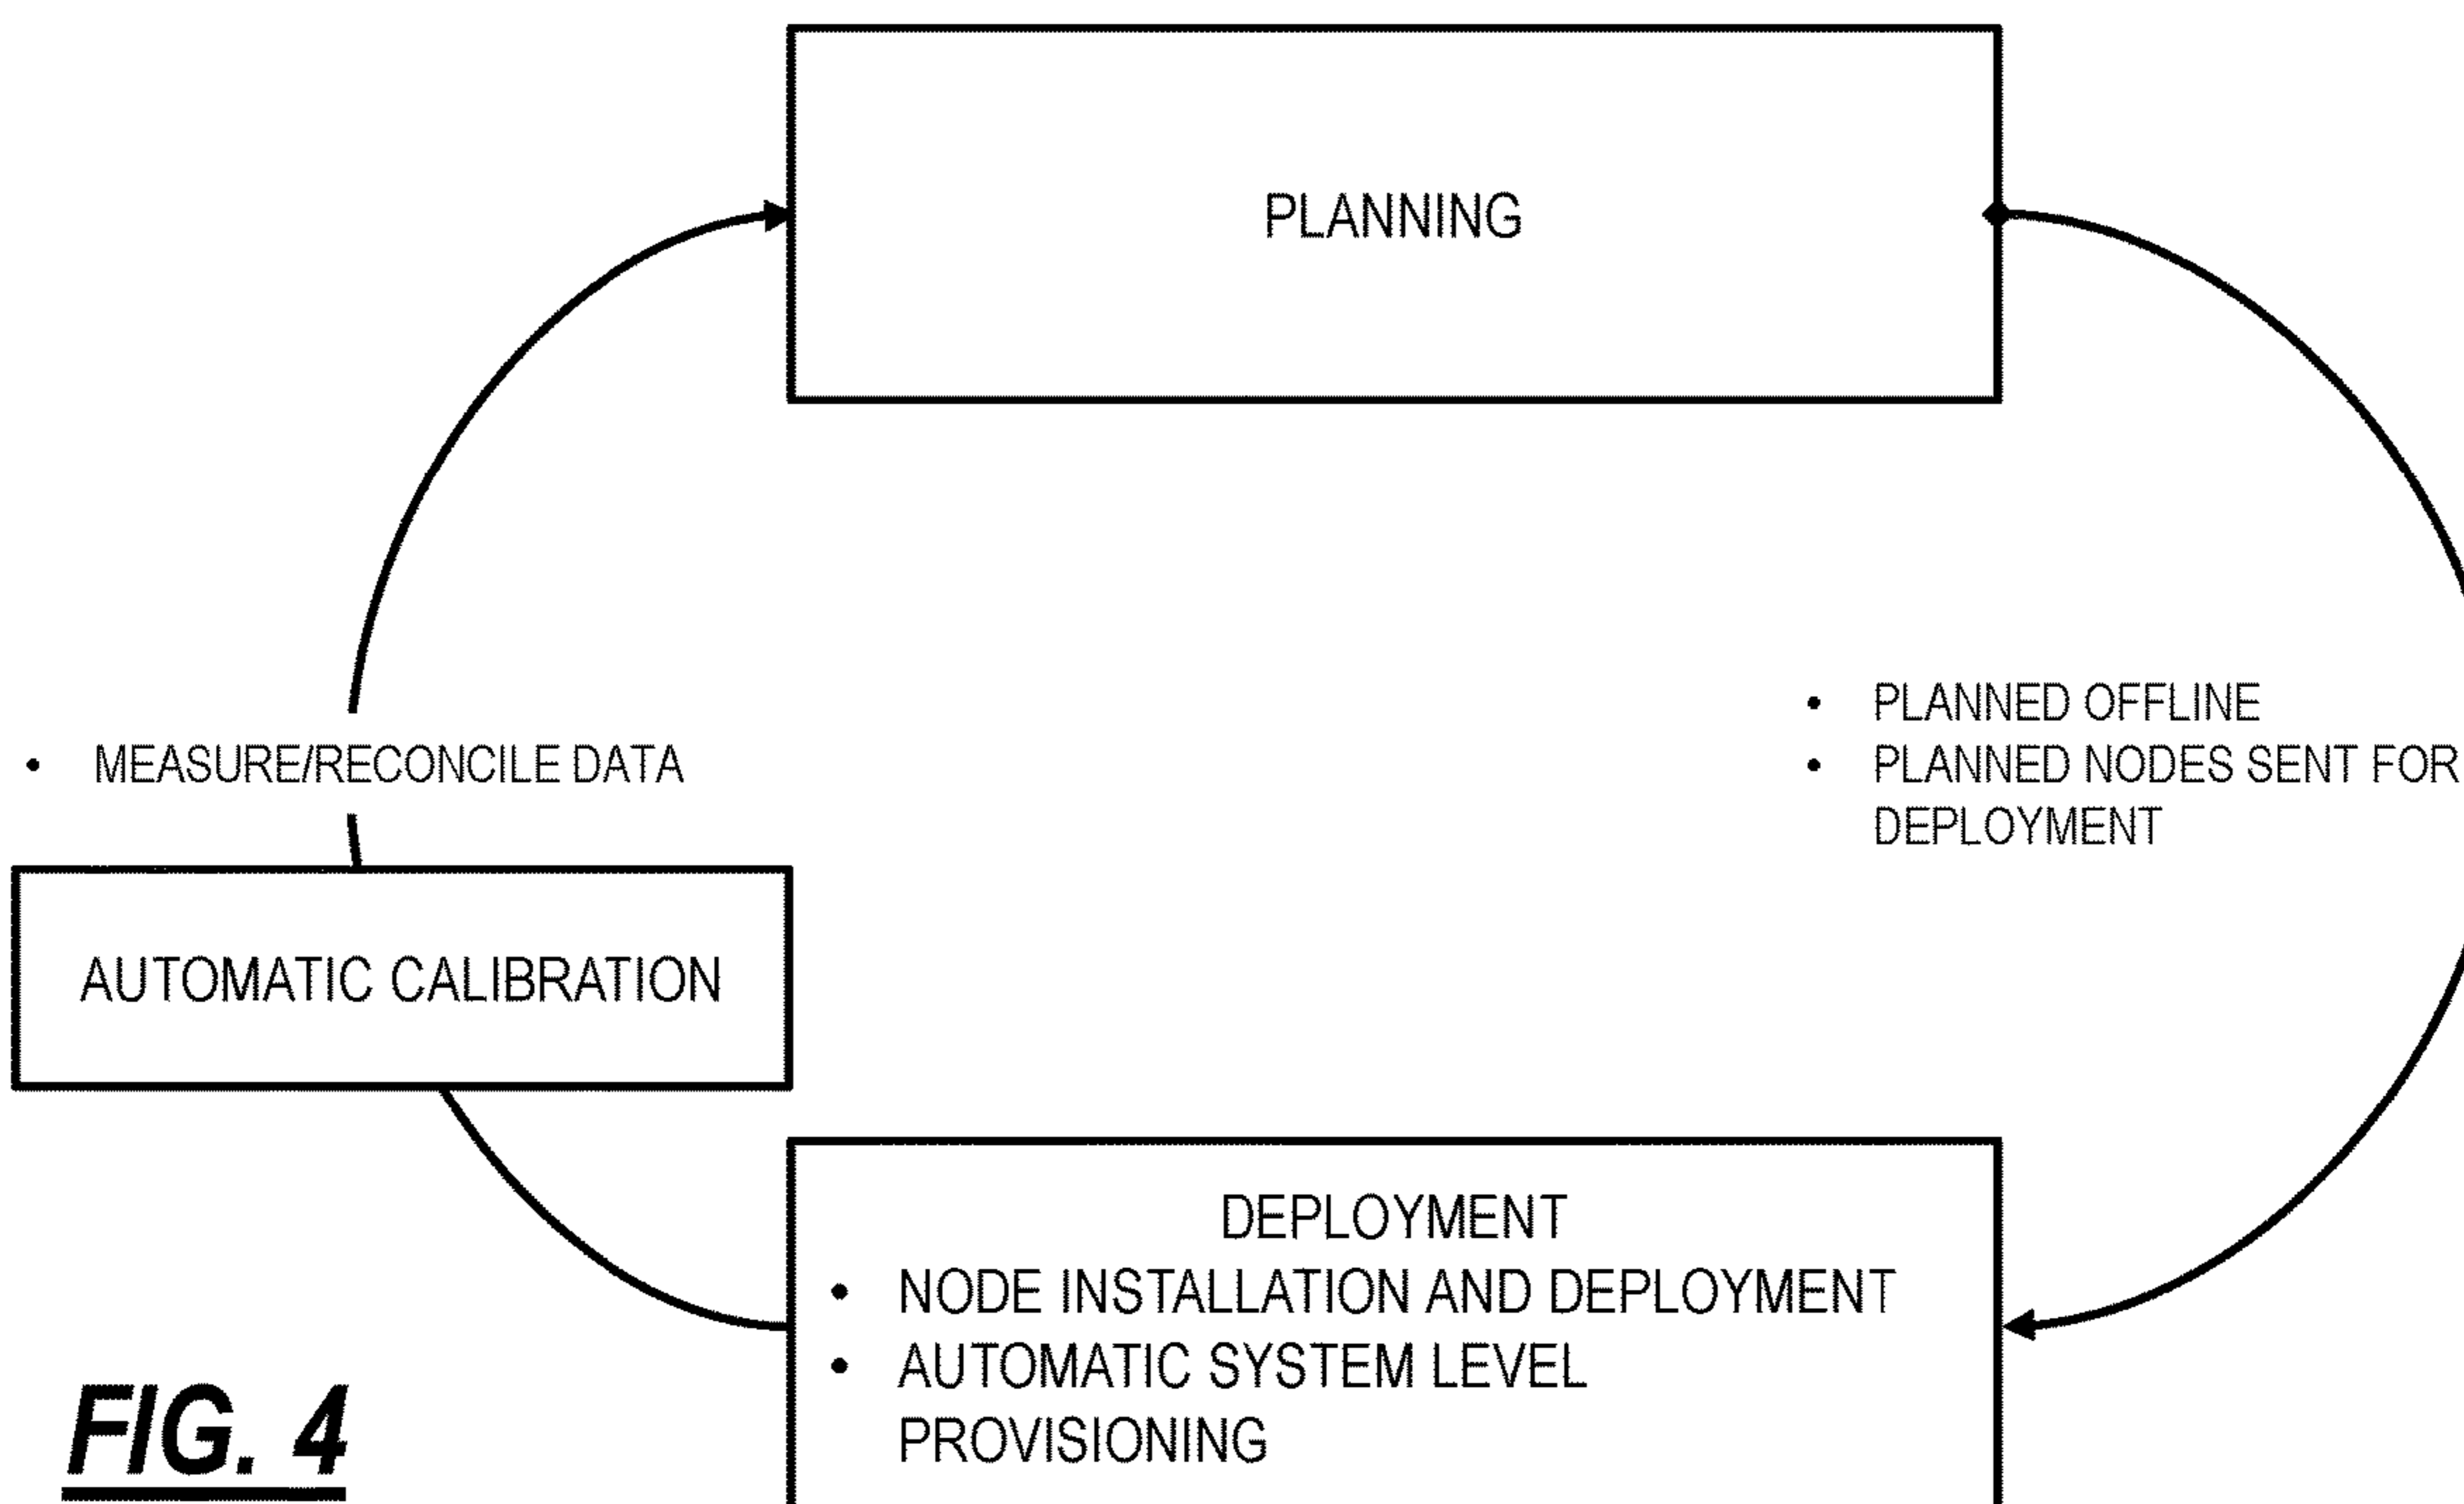 PLANNING
• PLANNED OFFLINE
• PLANNED NODES SENT FOR
DEPLOYMENT
• MEASURE/RECONCILE DATA
AUTOMATIC CALIBRATION
DEPLOYMENT
• NODE INSTALLATION AND DEPLOYMENT
• AUTOMATIC SYSTEM LEVEL
PROVISIONING
FIG. 4